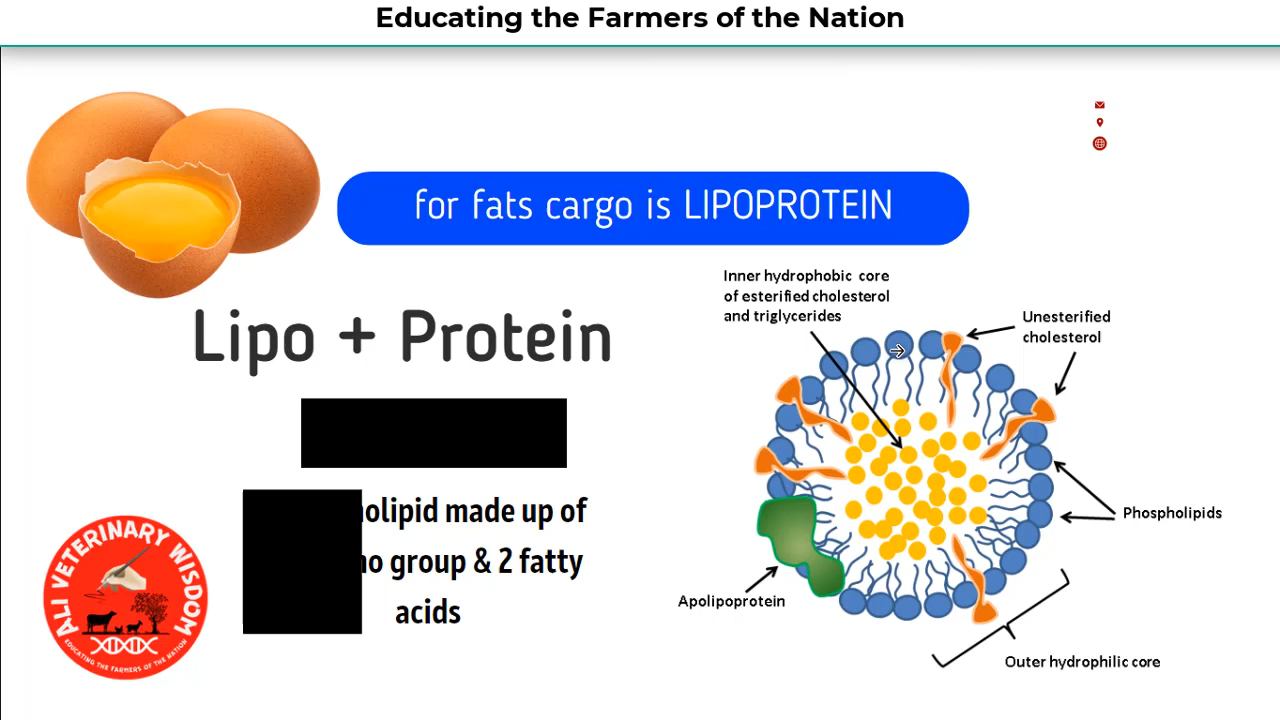 Educating the Farmers of the Nation
for fats cargo is LIPOPROTEIN
Lipo + Protein
made up of
group & 2 fatty
acids
Inner hydrophobic core
of esterified cholesterol
and triglycerides
Unesterified
cholesterol
Phospholipids
Apolipoprotein
Outer hydrophilic core
ALI VETERINARY WISDOM
EDUCATING THE FARMERS OF THE NATION